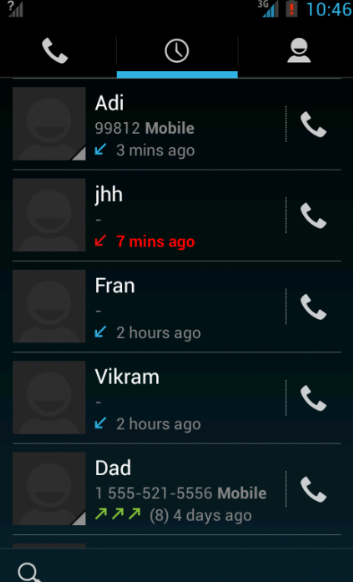 3G 10:46
Adi
99812 Mobile
3 mins ago
jhh
-
7 mins ago
Fran
-
2 hours ago
Vikram
-
2 hours ago
Dad
1 555-521-5556 Mobile
(8) 4 days ago